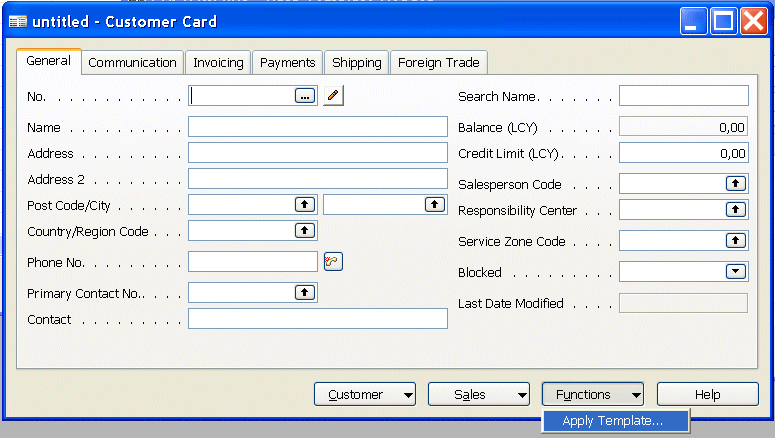 untitled - Customer Card
General Communication Invoicing Payments Shipping Foreign Trade
No. . . . . . . . . . . ... Search Name. . . . . . .
Name . . . . . . . . . Balance (LCY) . . . . . . 0,00
Address . . . . . . . . Credit Limit (LCY) . . . . 0,00
Address 2 . . . . . . .
Salesperson Code . . . .
Post Code/City . . . . . .
Responsibility Center . . .
Country/Region Code . . .
Service Zone Code . . . .
Phone No. . . . . . . . .
Blocked . . . . . . . .
Primary Contact No.. . . .
Last Date Modified . . . .
Contact . . . . . . . . .
Customer Sales Functions Help
Apply Template...